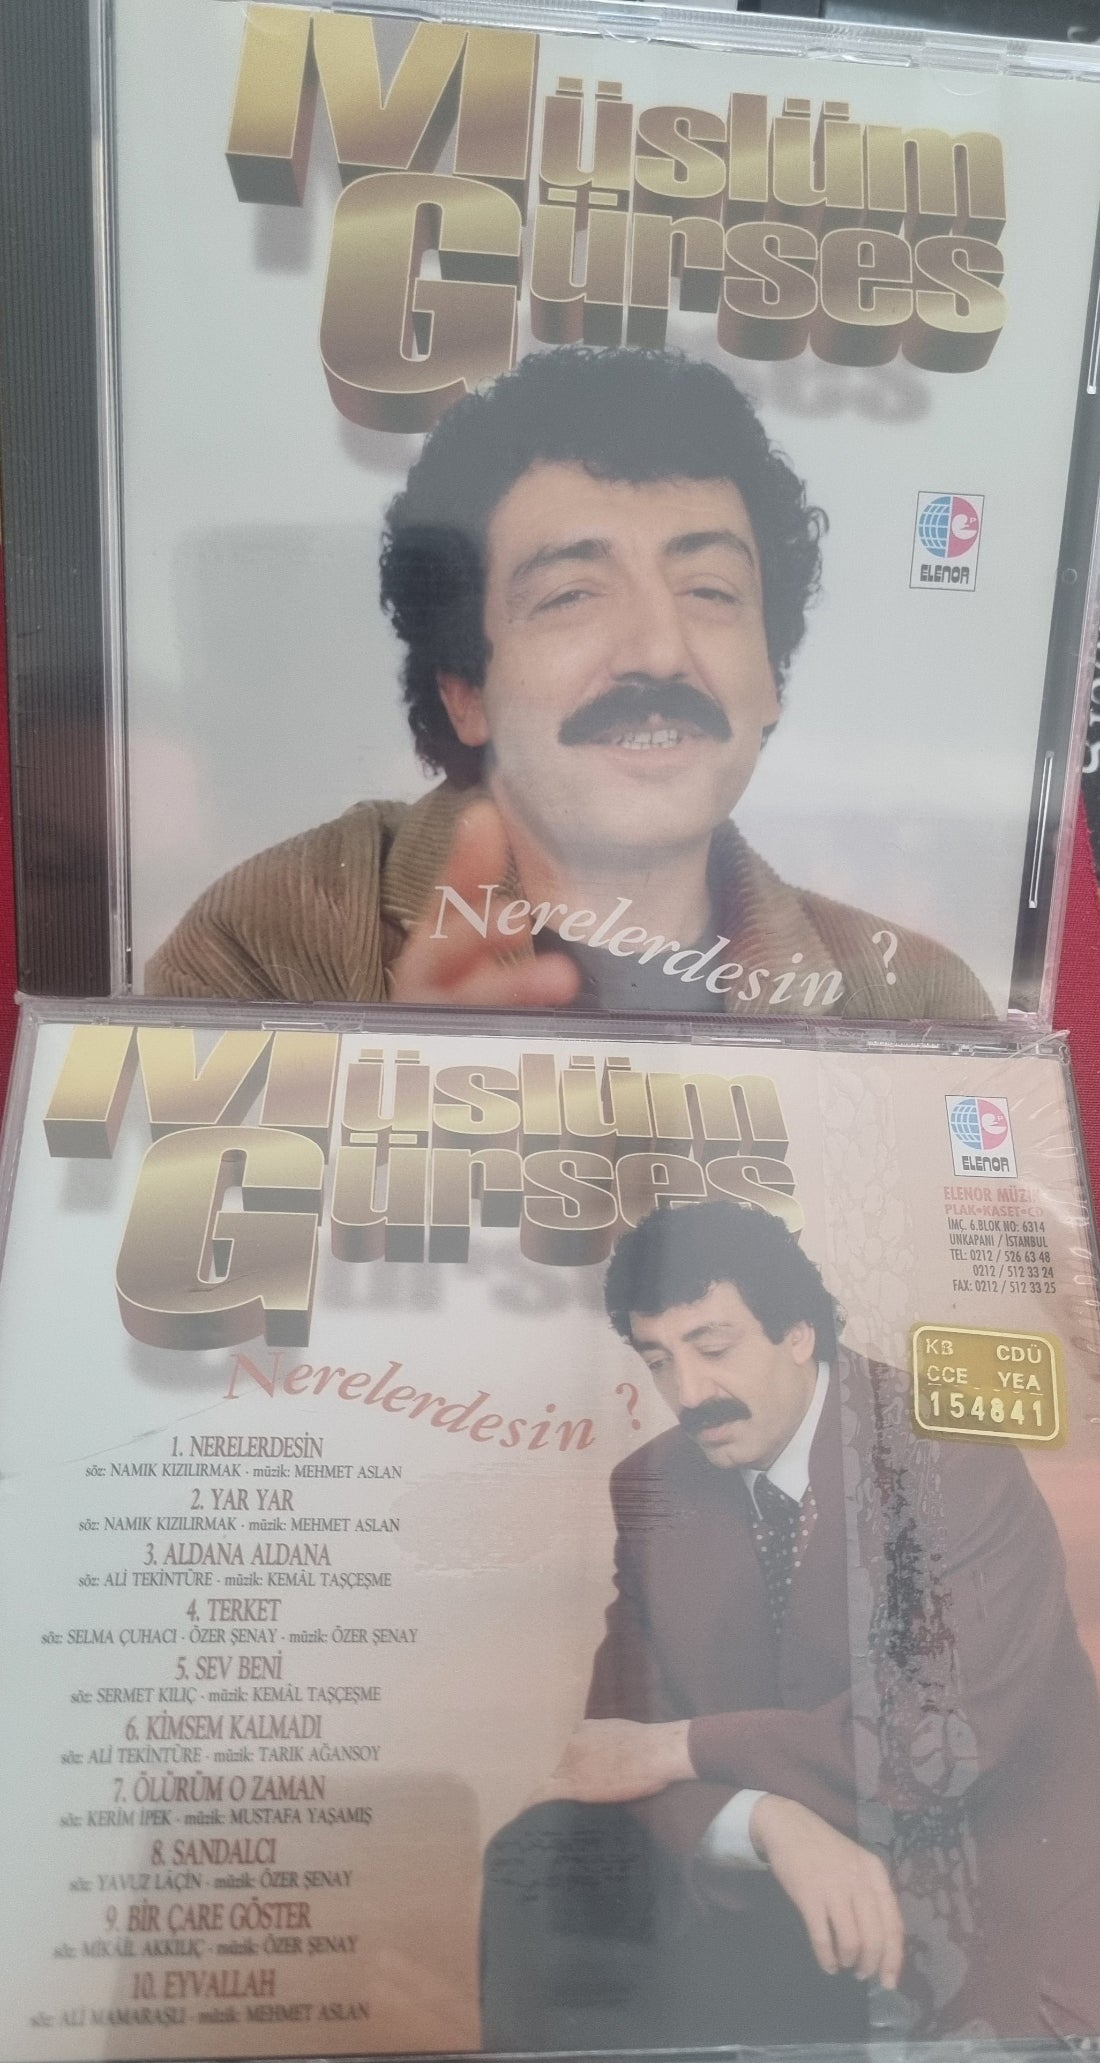 Müslüm
Gürses
ELENOR
Nerelerdesin ?
Müslüm
Gürses
ELENOR
ELENOR MÜZİK
PLAK•KASET•CD
İMÇ. 6.BLOK NO: 6314
UNKAPANI / İSTANBUL
TEL: 0212 / 526 63 48
0212 / 512 33 24
FAX: 0212 / 512 33 25
KB CDÜ
CCE YEA
154841
Nerelerdesin ?
1. NERELERDESİN
söz: NAMIK KIZILIRMAK - müzik: MEHMET ASLAN
2. YAR YAR
söz: NAMIK KIZILIRMAK - müzik: MEHMET ASLAN
3. ALDANA ALDANA
söz: ALİ TEKİNTÜRE - müzik: KEMÂL TAŞÇEŞME
4. TERKET
söz: SELMA ÇUHACI - ÖZER ŞENAY - müzik: ÖZER ŞENAY
5. SEV BENİ
söz: SERMET KILIÇ - müzik: KEMÂL TAŞÇEŞME
6. KİMSEM KALMADI
söz: ALİ TEKİNTÜRE - müzik: TARIK AĞANSOY
7. ÖLÜRÜM O ZAMAN
söz: KERİM İPEK - müzik: MUSTAFA YAŞAMIŞ
8. SANDALCI
söz: YAVUZ LÂÇİN - müzik: ÖZER ŞENAY
9. BİR ÇARE GÖSTER
söz: MİKÂİL AKKILIÇ - müzik: ÖZER ŞENAY
10. EYVALLAH
söz: ALİ MAMARAŞLI - müzik: MEHMET ASLAN